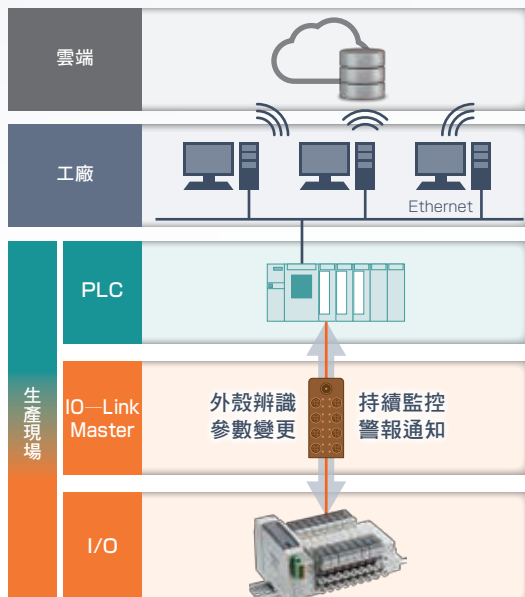 雲端
工廠
Ethernet
生產現場
PLC
IO—Link
Master
外殼辨識
參數變更
持續監控
警報通知
I/O